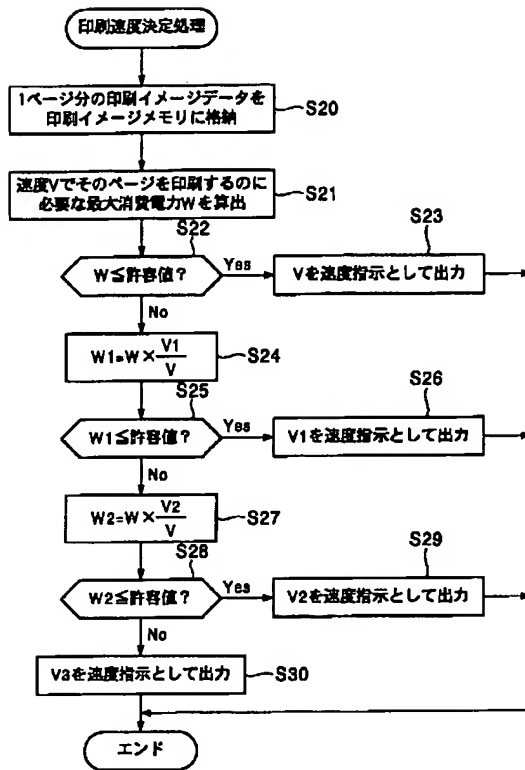 印刷速度決定処理
1ページ分の印刷イメージデータを
印刷イメージメモリに格納
S20
速度Vでそのページを印刷するのに
必要な最大消費電力Wを算出
S21
S22
W≦許容値?
Yes
S23
Vを速度指示として出力
No
W1=W×V1/V
S24
S25
W1≦許容値?
Yes
S26
V1を速度指示として出力
No
W2=W×V2/V
S27
S28
W2≦許容値?
Yes
S29
V2を速度指示として出力
No
V3を速度指示として出力
S30
エンド